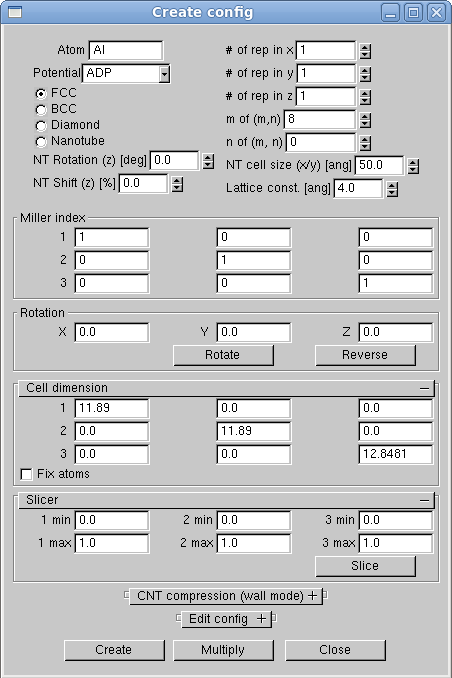 Create config
Atom Al
Potential ADP
FCC
BCC
Diamond
Nanotube
NT Rotation (z) [deg] 0.0
NT Shift (z) [%] 0.0
# of rep in x 1
# of rep in y 1
# of rep in z 1
m of (m,n) 8
n of (m, n) 0
NT cell size (x/y) [ang] 50.0
Lattice const. [ang] 4.0
Miller index
1 1 0 0
2 0 1 0
3 0 0 1
Rotation
X 0.0 Y 0.0 Z 0.0
Rotate Reverse
Cell dimension
1 11.89 0.0 0.0
2 0.0 11.89 0.0
3 0.0 0.0 12.8481
Fix atoms
Slicer
1 min 0.0 2 min 0.0 3 min 0.0
1 max 1.0 2 max 1.0 3 max 1.0
Slice
CNT compression (wall mode) +
Edit config +
Create Multiply Close